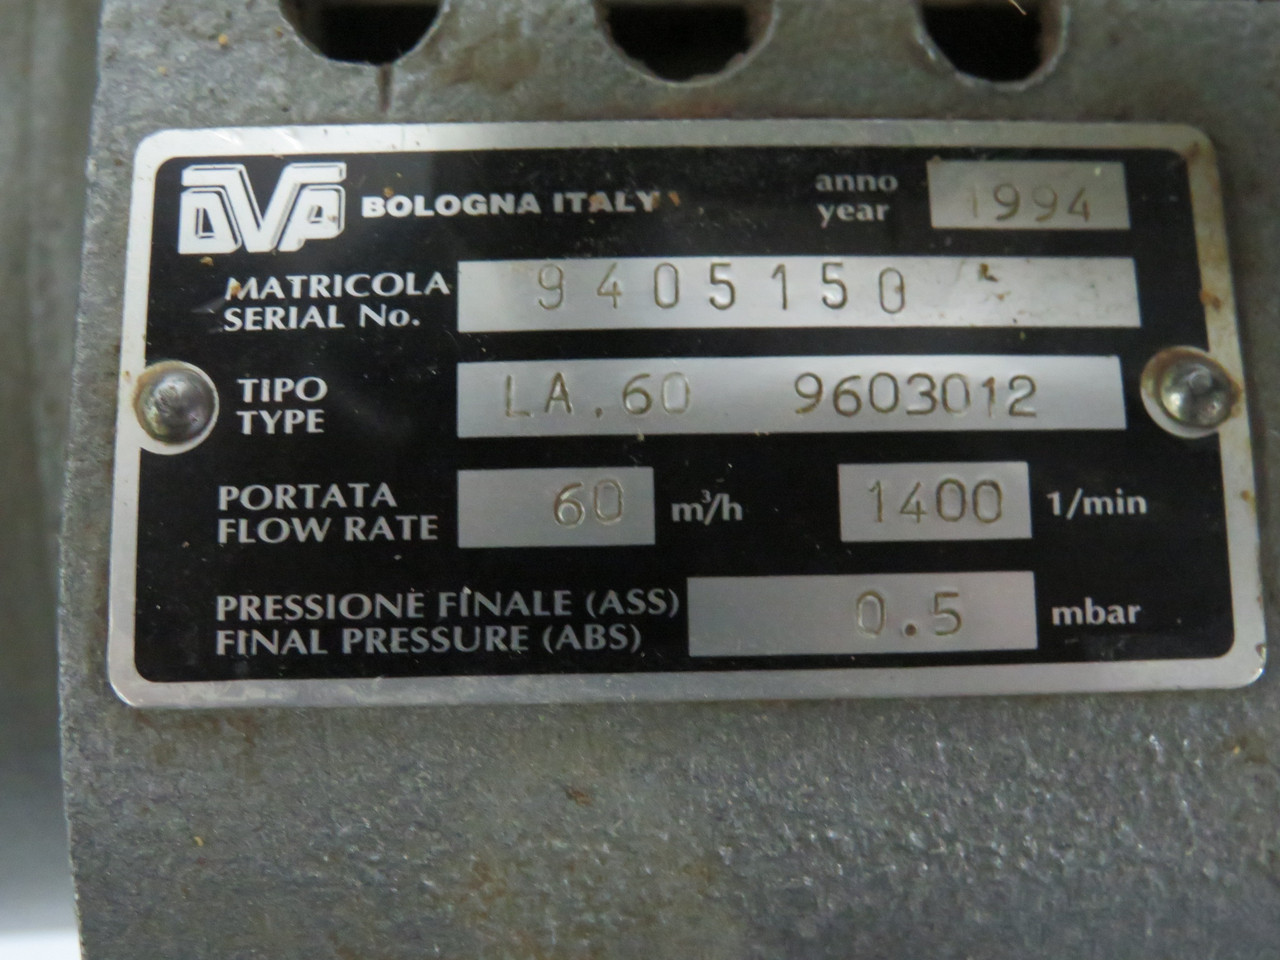 DVP BOLOGNA ITALY
anno
year 1994
MATRICOLA
SERIAL No. 9405150
TIPO
TYPE LA.60 9603012
PORTATA
FLOW RATE 60 m³/h 1400 1/min
PRESSIONE FINALE (ASS)
FINAL PRESSURE (ABS) 0.5 mbar